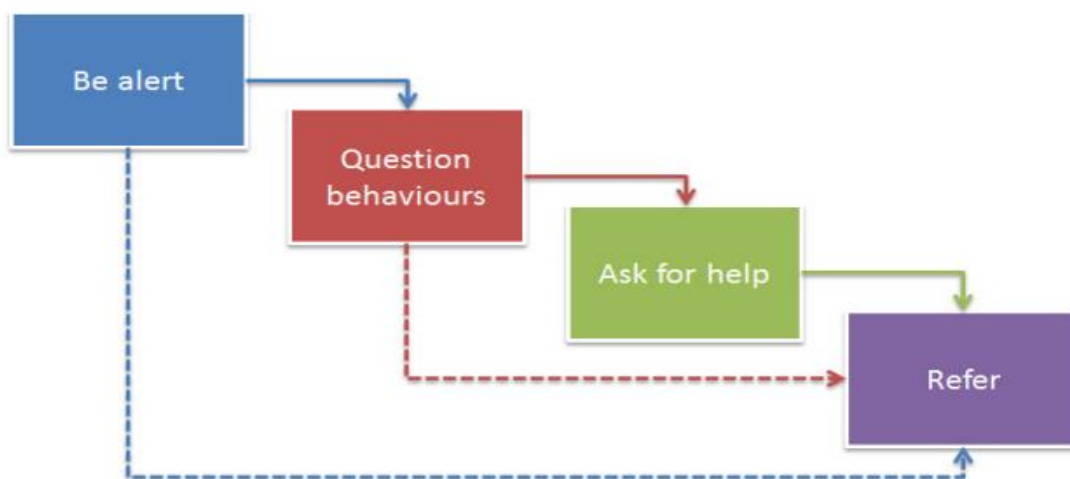 Be alert
Question
behaviours
Ask for help
Refer